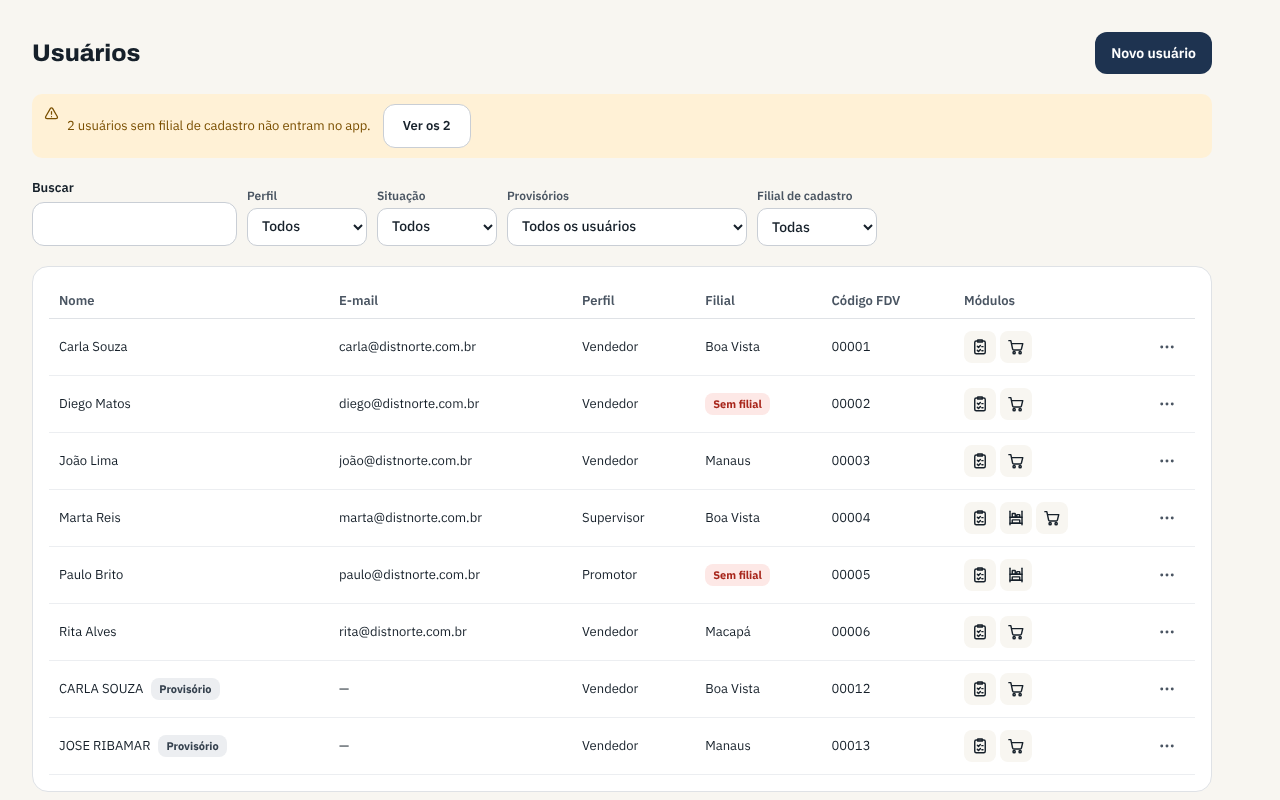 Usuários
Novo usuário
2 usuários sem filial de cadastro não entram no app. Ver os 2
Buscar Perfil Situação Provisórios Filial de cadastro
Todos Todos Todos os usuários Todas
Nome E-mail Perfil Filial Código FDV Módulos
Carla Souza carla@distnorte.com.br Vendedor Boa Vista 00001
Diego Matos diego@distnorte.com.br Vendedor Sem filial 00002
João Lima joão@distnorte.com.br Vendedor Manaus 00003
Marta Reis marta@distnorte.com.br Supervisor Boa Vista 00004
Paulo Brito paulo@distnorte.com.br Promotor Sem filial 00005
Rita Alves rita@distnorte.com.br Vendedor Macapá 00006
CARLA SOUZA Provisório — Vendedor Boa Vista 00012
JOSE RIBAMAR Provisório — Vendedor Manaus 00013